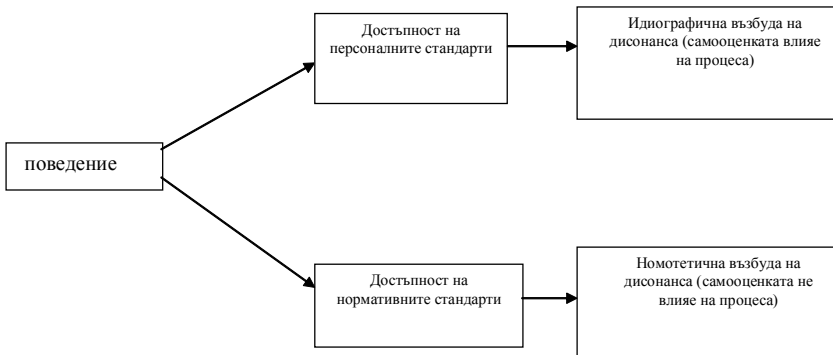 Достъпност на
персоналните стандарти
Идиографична възбуда на
дисонанса (самооценката влияе
на процеса)
поведение
Достъпност на
нормативните стандарти
Номотетична възбуда на
дисонанса (самооценката не
влияе на процеса)